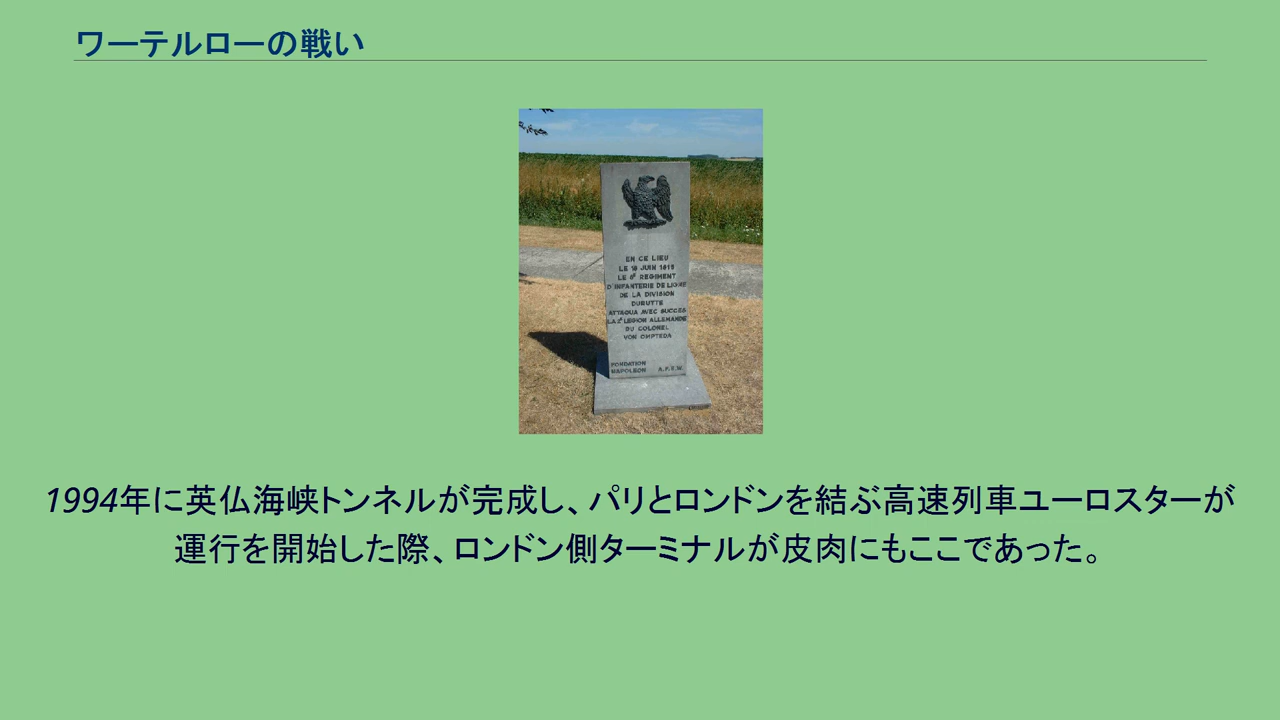 ワーテルローの戦い
EN CE LIEU
LE 18 JUIN 1815
LE 8E REGIMENT
D'INFANTERIE DE LIGNE
DE LA DIVISION
DURUTTE
ATTAQUA AVEC SUCCES
LA 2E LEGION ALLEMANDE
DU COLONEL
VON OMPTEDA
FONDATION
NAPOLEON A.F.E.W.
1994年に英仏海峡トンネルが完成し、パリとロンドンを結ぶ高速列車ユーロスターが
運行を開始した際、ロンドン側ターミナルが皮肉にもここであった。